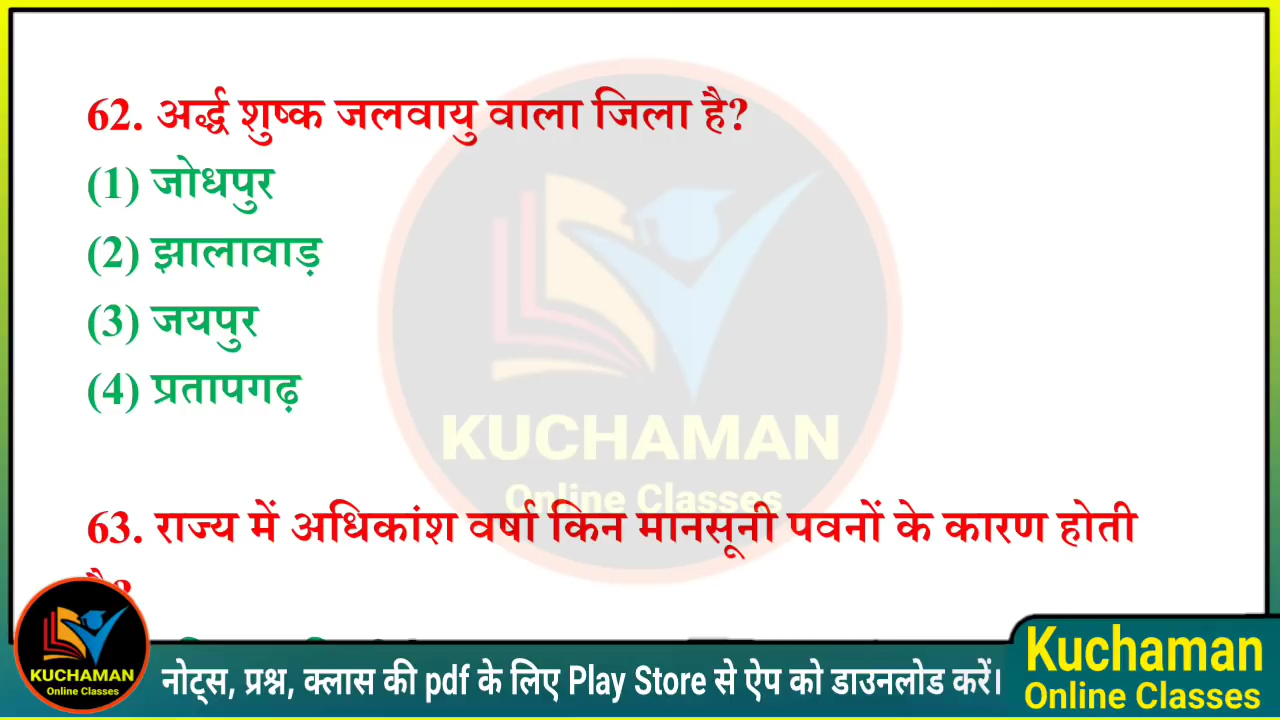 62. अर्द्ध शुष्क जलवायु वाला जिला है?
(1) जोधपुर
(2) झालावाड़
(3) जयपुर
(4) प्रतापगढ़
KUCHAMAN
Online Classes
63. राज्य में अधिकांश वर्षा किन मानसूनी पवनों के कारण होती
है?
KUCHAMAN
Online Classes
नोट्स, प्रश्न, क्लास की pdf के लिए Play Store से ऐप को डाउनलोड करें।
Kuchaman
Online Classes